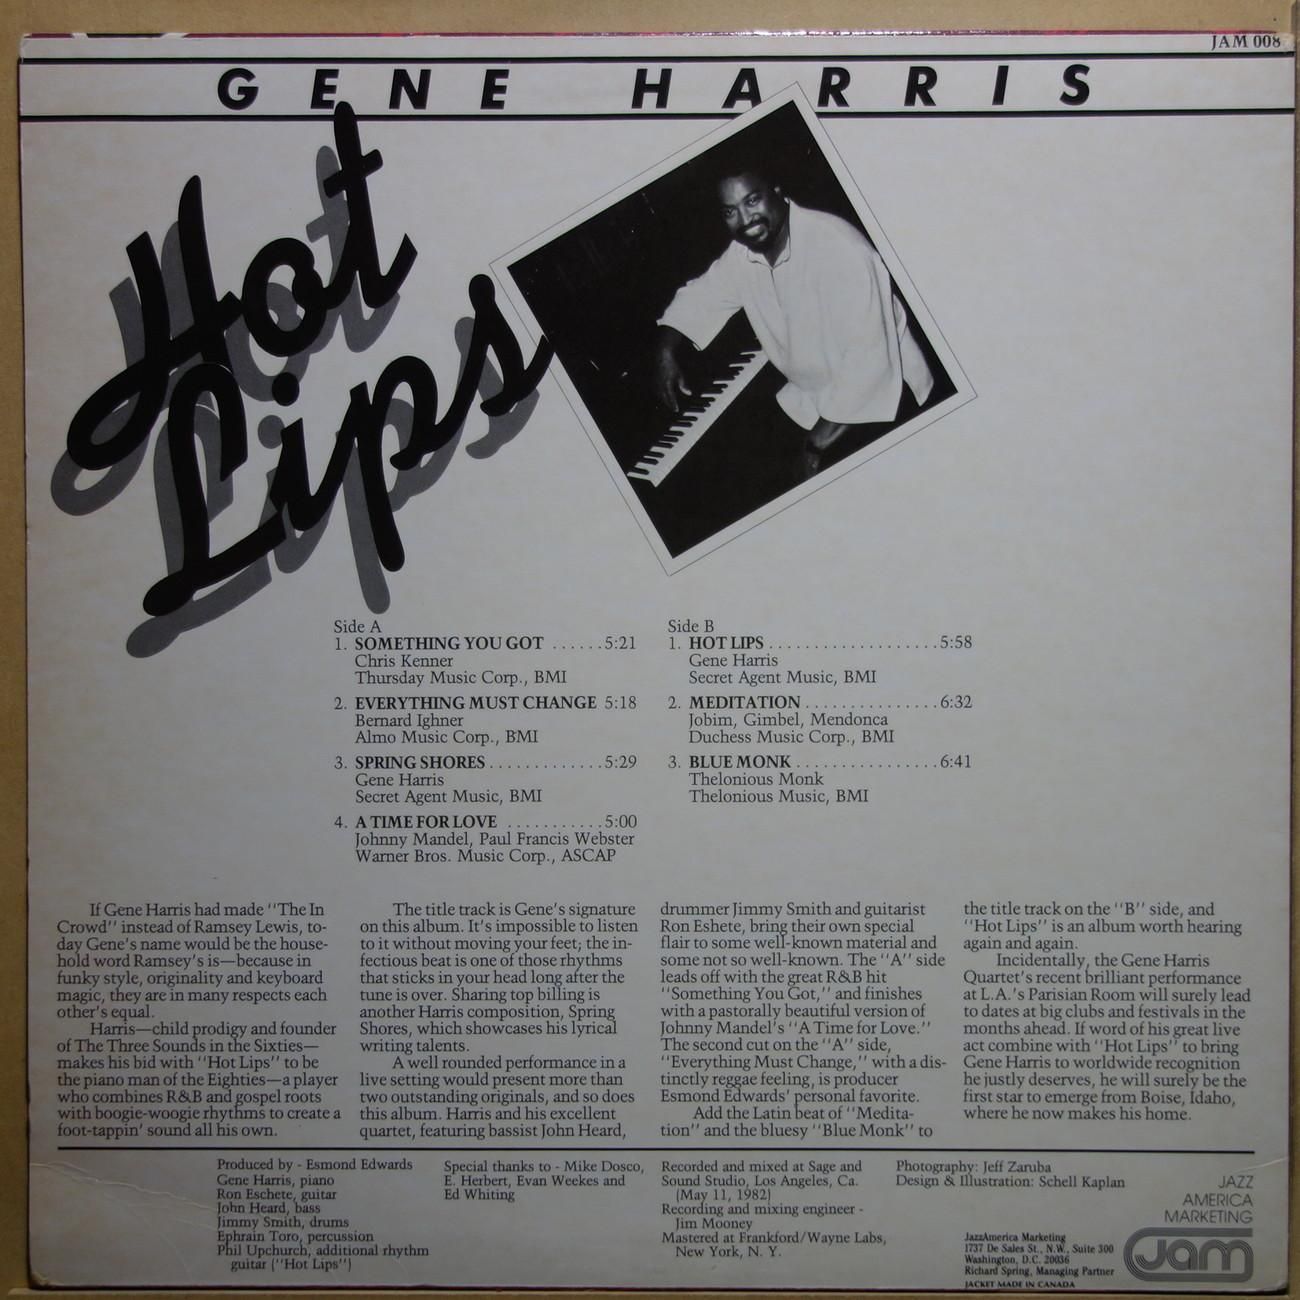 JAM 008
GENE HARRIS
Hot
Lips
Side A
1. SOMETHING YOU GOT ......5:21
Chris Kenner
Thursday Music Corp., BMI
2. EVERYTHING MUST CHANGE 5:18
Bernard Ighner
Almo Music Corp., BMI
3. SPRING SHORES.............5:29
Gene Harris
Secret Agent Music, BMI
4. A TIME FOR LOVE ...........5:00
Johnny Mandel, Paul Francis Webster
Warner Bros. Music Corp., ASCAP
Side B
1. HOT LIPS...................5:58
Gene Harris
Secret Agent Music, BMI
2. MEDITATION...............6:32
Jobim, Gimbel, Mendonca
Duchess Music Corp., BMI
3. BLUE MONK................6:41
Thelonious Monk
Thelonious Music, BMI
If Gene Harris had made "The In
Crowd" instead of Ramsey Lewis, to-
day Gene's name would be the house-
hold word Ramsey's is—because in
funky style, originality and keyboard
magic, they are in many respects each
other's equal.
Harris—child prodigy and founder
of The Three Sounds in the Sixties—
makes his bid with "Hot Lips" to be
the piano man of the Eighties—a player
who combines R&B and gospel roots
with boogie-woogie rhythms to create a
foot-tappin' sound all his own.
The title track is Gene's signature
on this album. It's impossible to listen
to it without moving your feet; the in-
fectious beat is one of those rhythms
that sticks in your head long after the
tune is over. Sharing top billing is
another Harris composition, Spring
Shores, which showcases his lyrical
writing talents.
A well rounded performance in a
live setting would present more than
two outstanding originals, and so does
this album. Harris and his excellent
quartet, featuring bassist John Heard,
drummer Jimmy Smith and guitarist
Ron Eshete, bring their own special
flair to some well-known material and
some not so well-known. The "A" side
leads off with the great R&B hit
"Something You Got," and finishes
with a pastorally beautiful version of
Johnny Mandel's "A Time for Love."
The second cut on the "A" side,
"Everything Must Change," with a dis-
tinctly reggae feeling, is producer
Esmond Edwards' personal favorite.
Add the Latin beat of "Medita-
tion" and the bluesy "Blue Monk" to
the title track on the "B" side, and
"Hot Lips" is an album worth hearing
again and again.
Incidentally, the Gene Harris
Quartet's recent brilliant performance
at L.A.'s Parisian Room will surely lead
to dates at big clubs and festivals in the
months ahead. If word of his great live
act combine with "Hot Lips" to bring
Gene Harris to worldwide recognition
he justly deserves, he will surely be the
first star to emerge from Boise, Idaho,
where he now makes his home.
Produced by - Esmond Edwards
Gene Harris, piano
Ron Eschete, guitar
John Heard, bass
Jimmy Smith, drums
Ephrain Toro, percussion
Phil Upchurch, additional rhythm
guitar ("Hot Lips")
Special thanks to - Mike Dosco,
E. Herbert, Evan Weekes and
Ed Whiting
Recorded and mixed at Sage and
Sound Studio, Los Angeles, Ca.
(May 11, 1982)
Recording and mixing engineer -
Jim Mooney
Mastered at Frankford/Wayne Labs,
New York, N. Y.
Photography: Jeff Zaruba
Design & Illustration: Schell Kaplan
JazzAmerica Marketing
1737 De Sales St., N.W., Suite 300
Washington, D.C. 20036
Richard Spring, Managing Partner
JACKET MADE IN CANADA
JAZZ
AMERICA
MARKETING
Jam